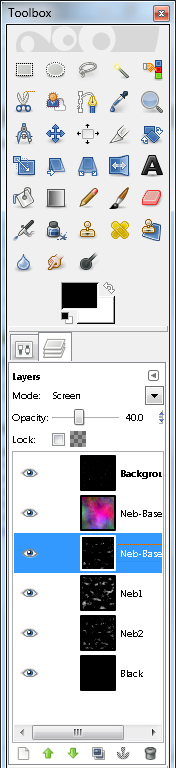 Toolbox
A
Layers
Mode: Screen
Opacity: 40.0
Lock:
Backgrou
Neb-Base
Neb-Base
Neb1
Neb2
Black